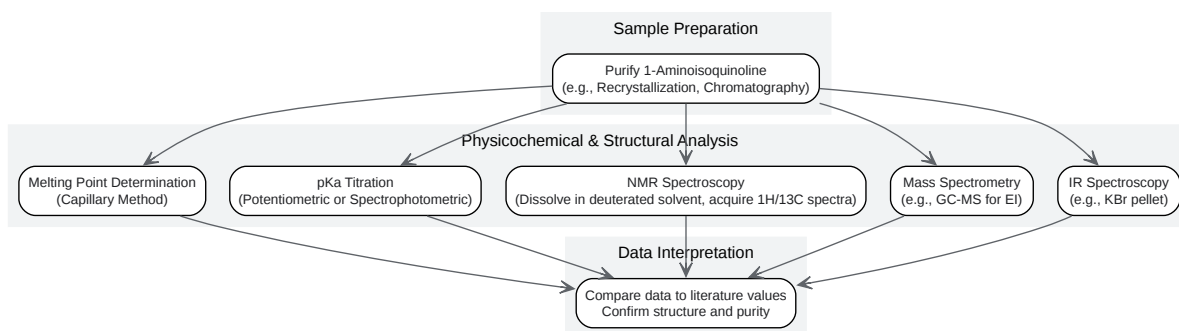 Sample Preparation
Purify 1-Aminoisoquinoline
(e.g., Recrystallization, Chromatography)
Physicochemical & Structural Analysis
Melting Point Determination
(Capillary Method)
pKa Titration
(Potentiometric or Spectrophotometric)
NMR Spectroscopy
(Dissolve in deuterated solvent, acquire 1H/13C spectra)
Mass Spectrometry
(e.g., GC-MS for EI)
IR Spectroscopy
(e.g., KBr pellet)
Data Interpretation
Compare data to literature values
Confirm structure and purity